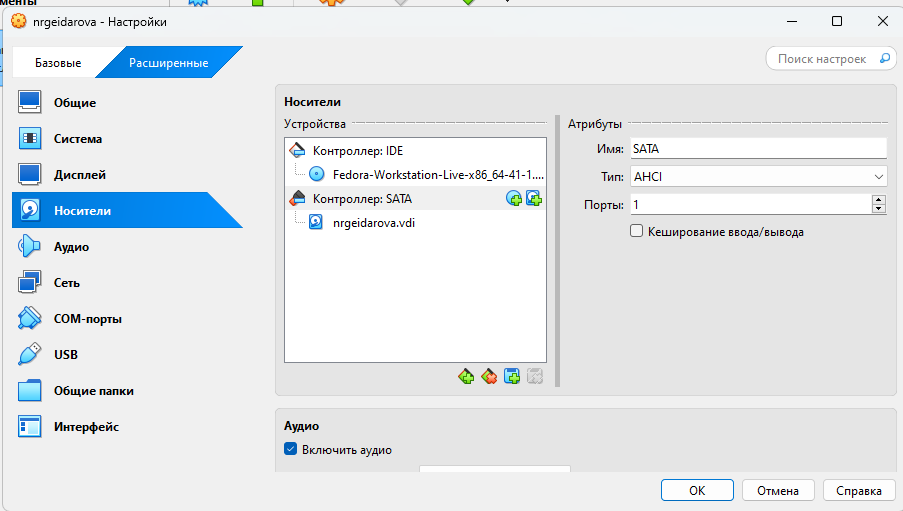 nrgeidarova - Настройки
Базовые
Расширенные
Поиск настроек
Общие
Система
Дисплей
Носители
Аудио
Сеть
COM-порты
USB
Общие папки
Интерфейс
Носители
Устройства
Контроллер: IDE
Fedora-Workstation-Live-x86_64-41-1....
Контроллер: SATA
nrgeidarova.vdi
Атрибуты
Имя: SATA
Тип: AHCI
Порты: 1
Кеширование ввода/вывода
Аудио
Включить аудио
OK
Отмена
Справка